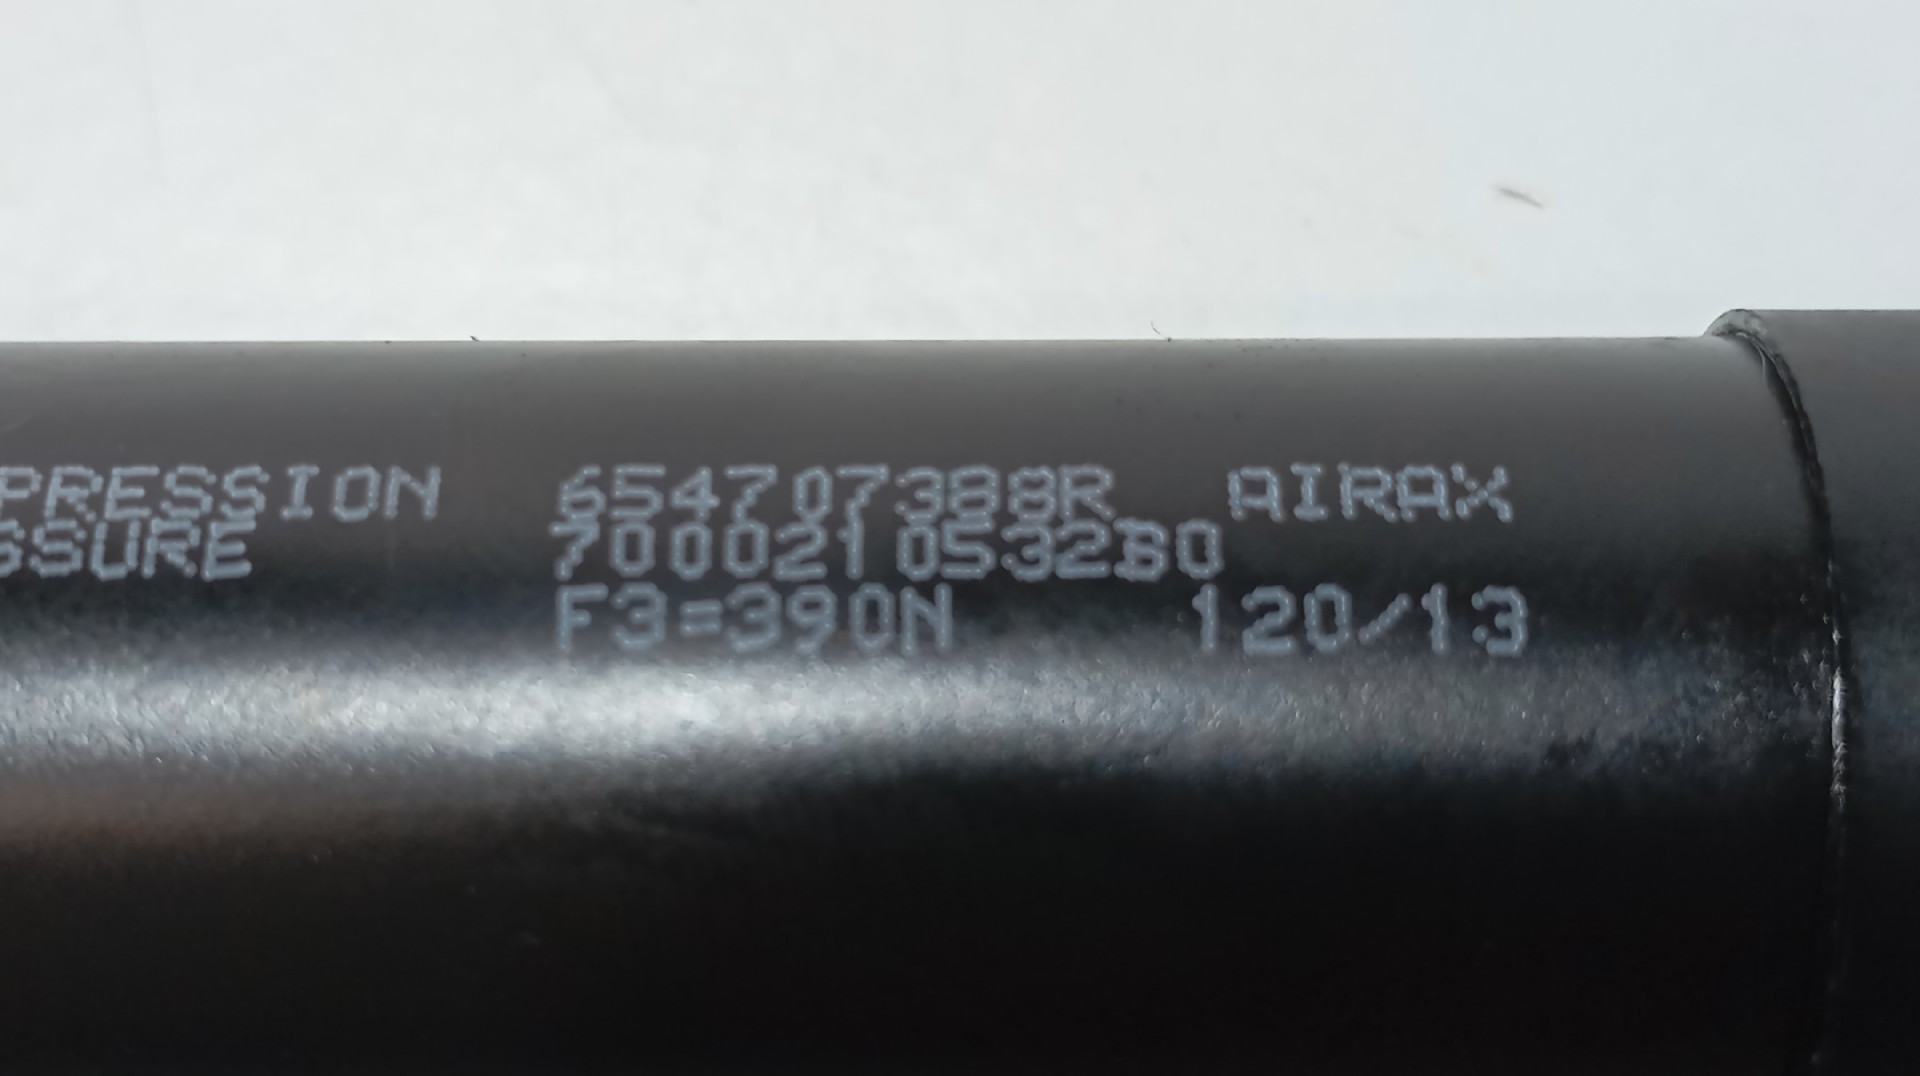 PRESSION 654707388R AIRAX
SSURE 7000210532B0
F3=390N 120/13